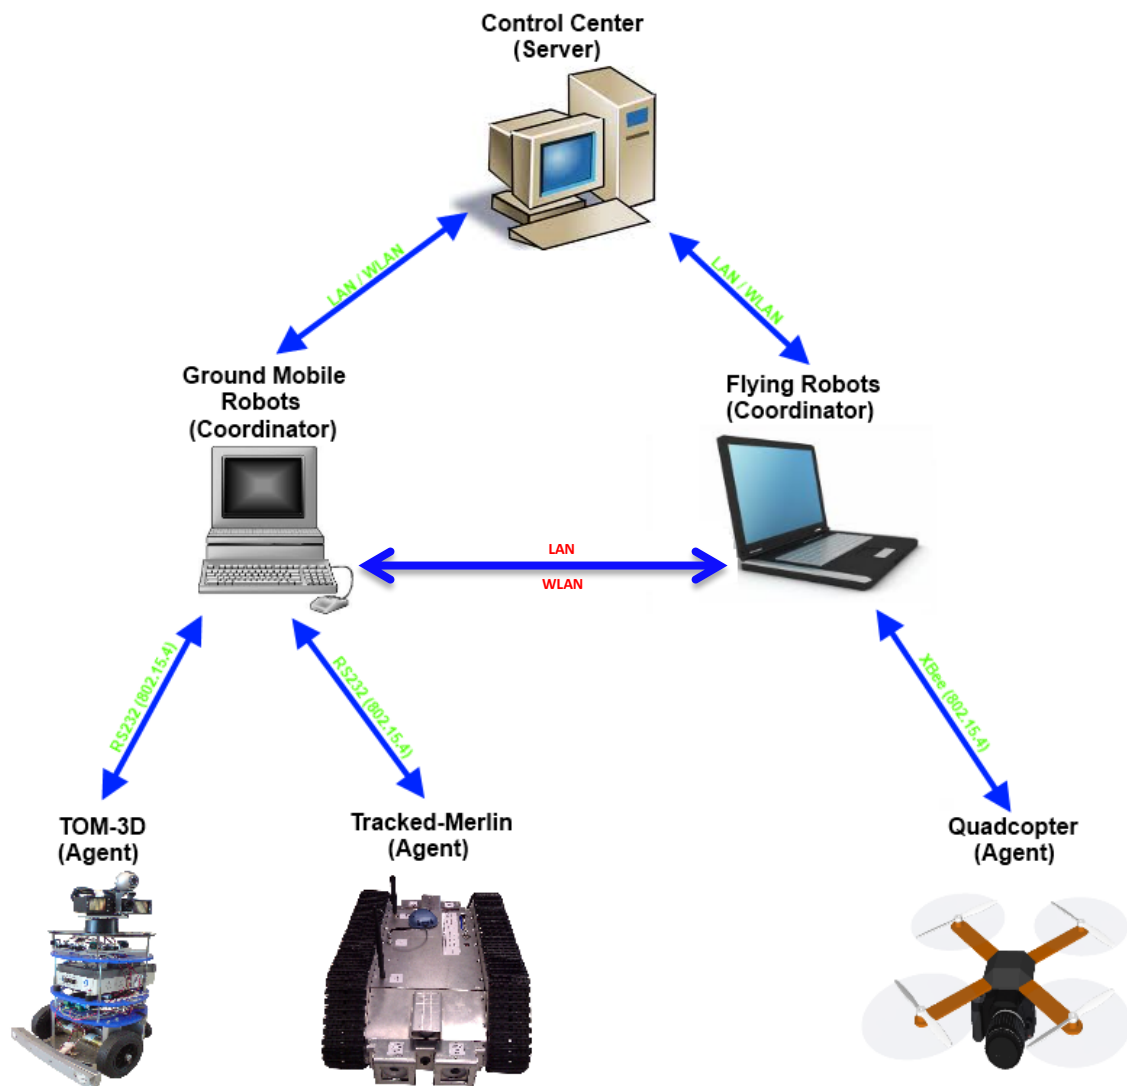 Control Center
(Server)
LAN / WLAN
LAN / WLAN
Ground Mobile
Robots
(Coordinator)
Flying Robots
(Coordinator)
LAN
WLAN
RS232 (802.15.4)
RS232 (802.15.4)
XBee (802.15.4)
TOM-3D
(Agent)
Tracked-Merlin
(Agent)
Quadcopter
(Agent)